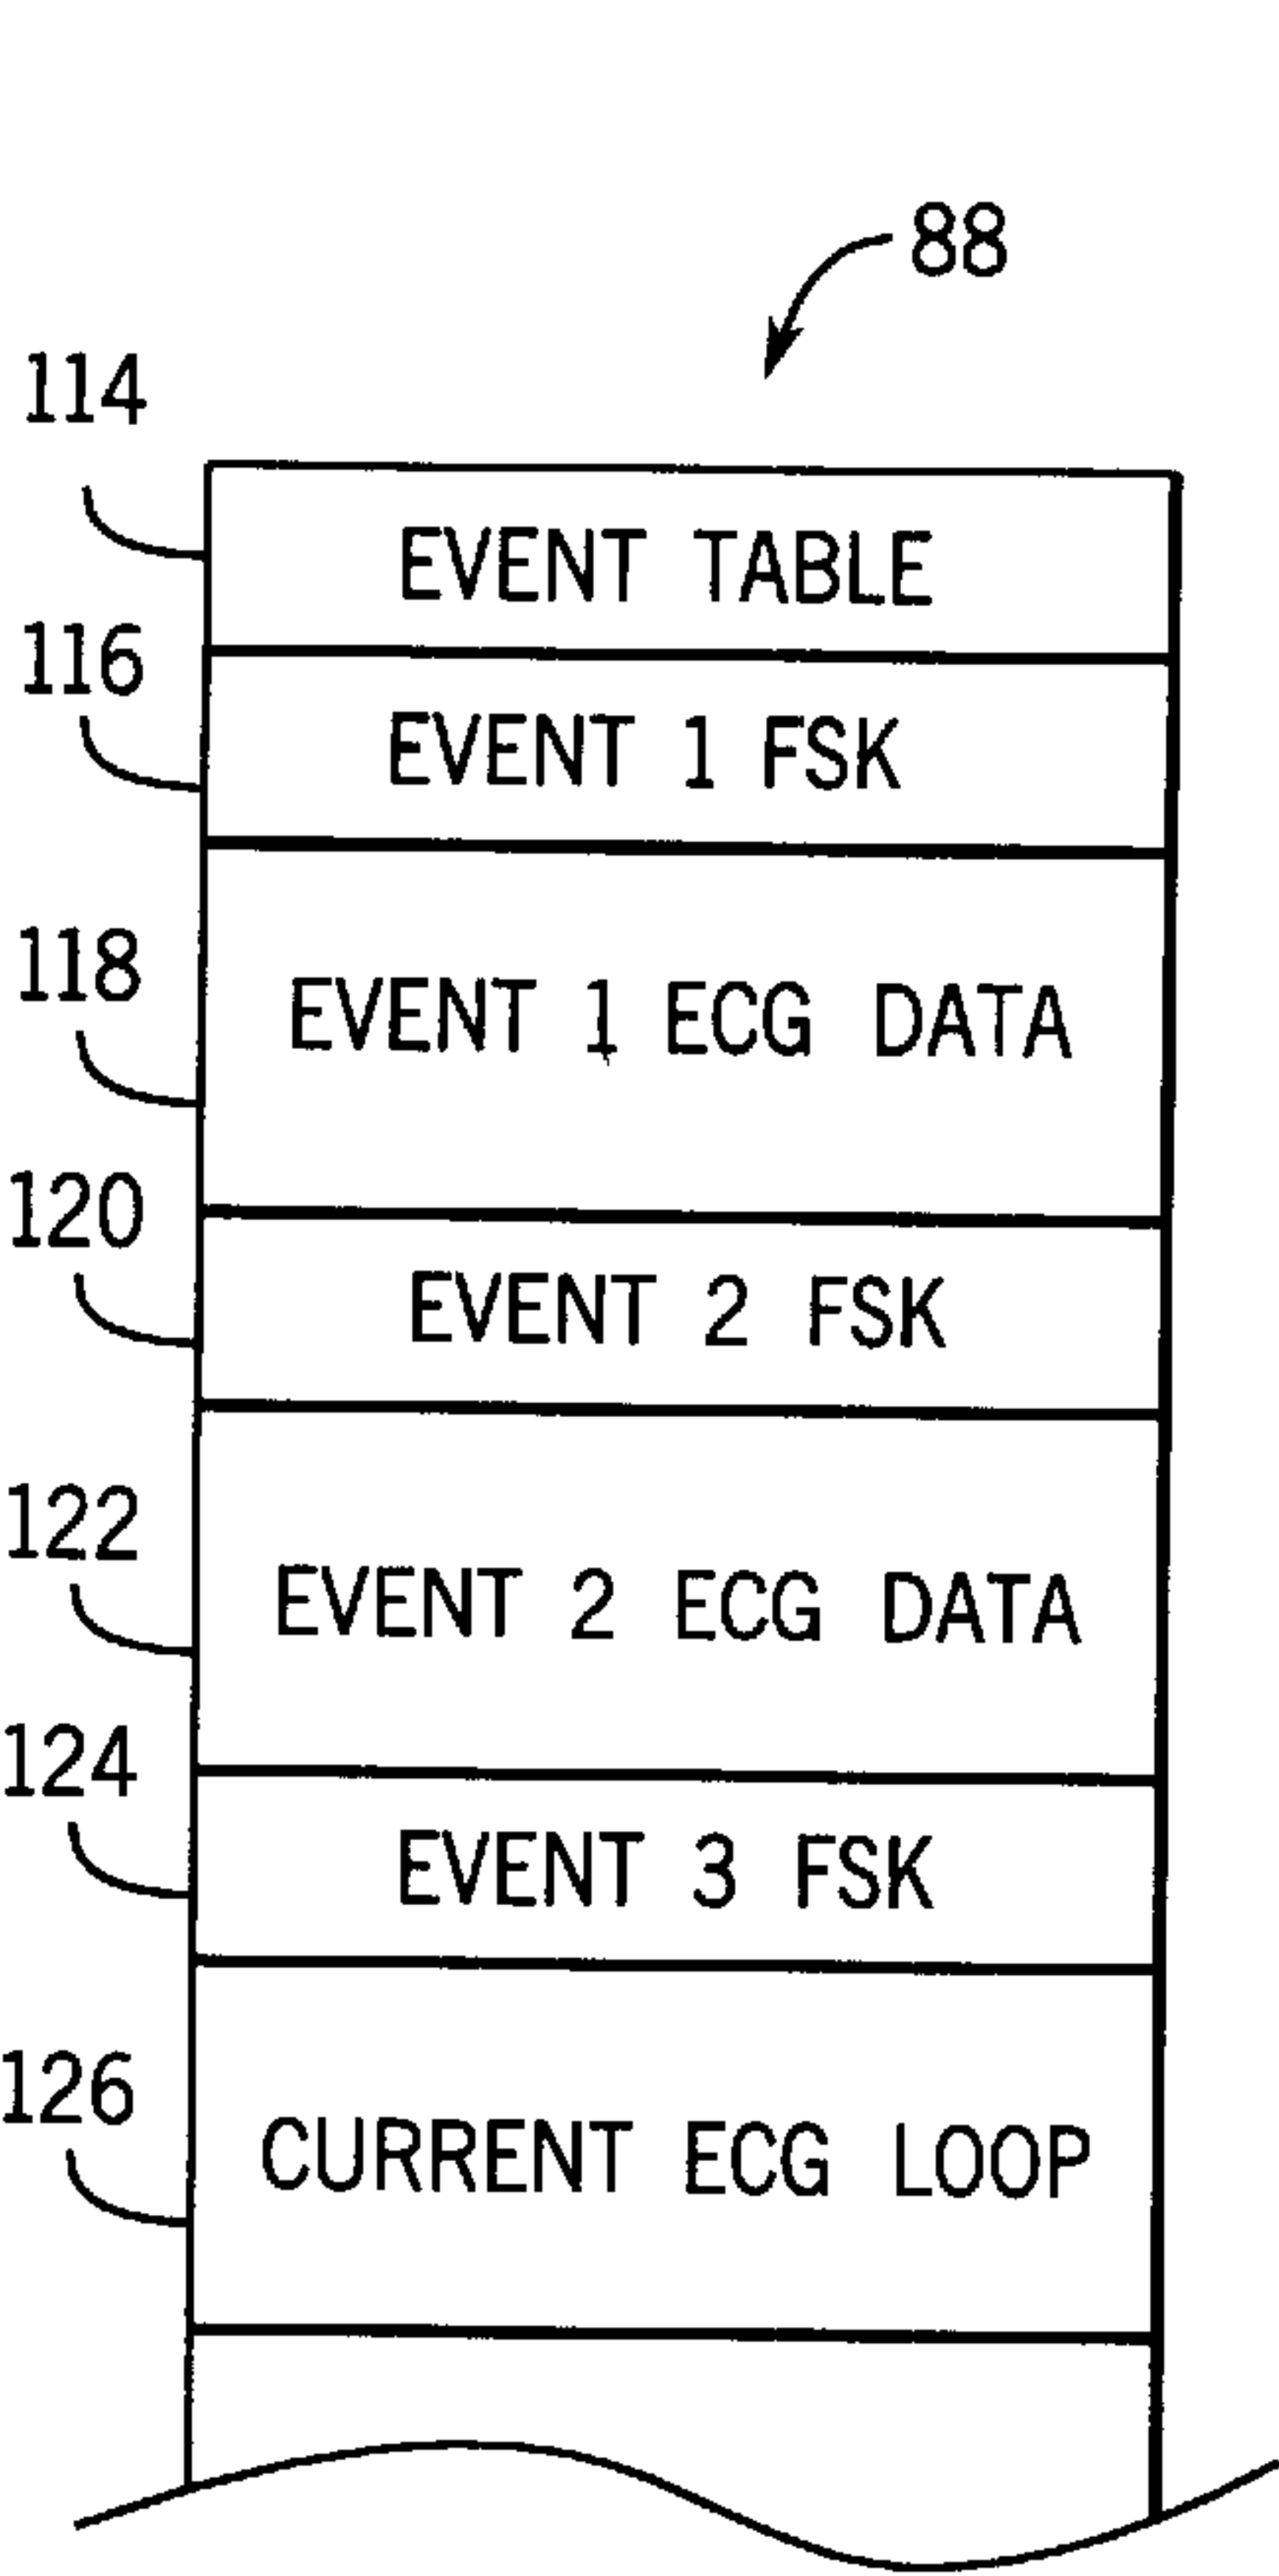 88
114
EVENT TABLE
116
EVENT 1 FSK
118
EVENT 1 ECG DATA
120
EVENT 2 FSK
122
EVENT 2 ECG DATA
124
EVENT 3 FSK
126
CURRENT ECG LOOP